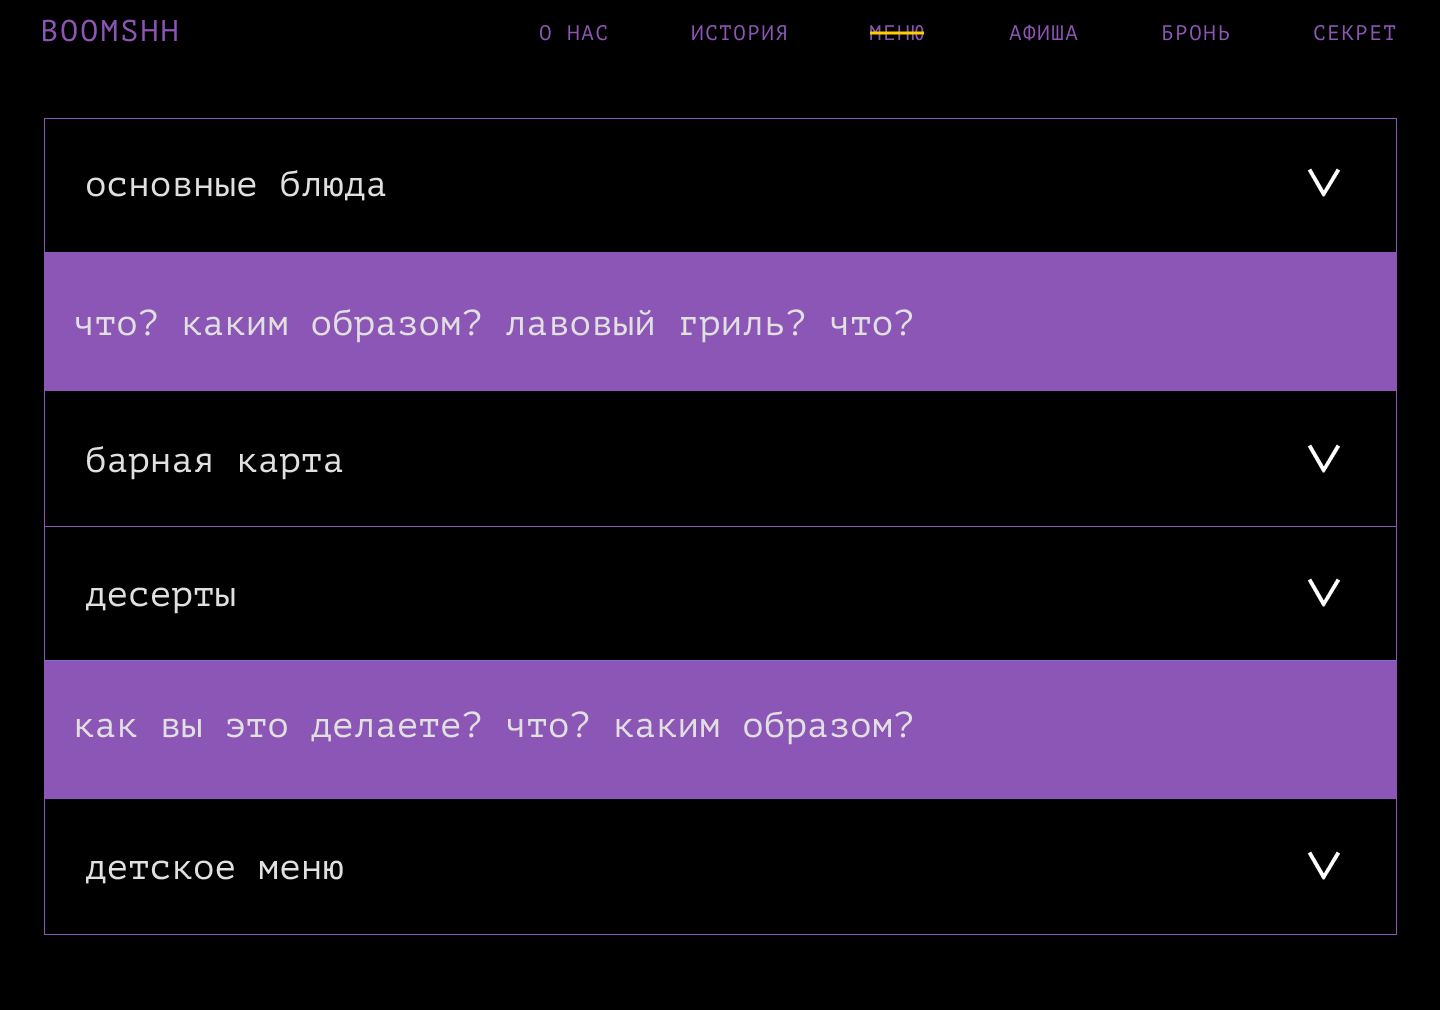 BOOMSHH
О НАС
ИСТОРИЯ
МЕНЮ
АФИША
БРОНЬ
СЕКРЕТ
основные блюда
что? каким образом? лавовый гриль? что?
барная карта
десерты
как вы это делаете? что? каким образом?
детское меню